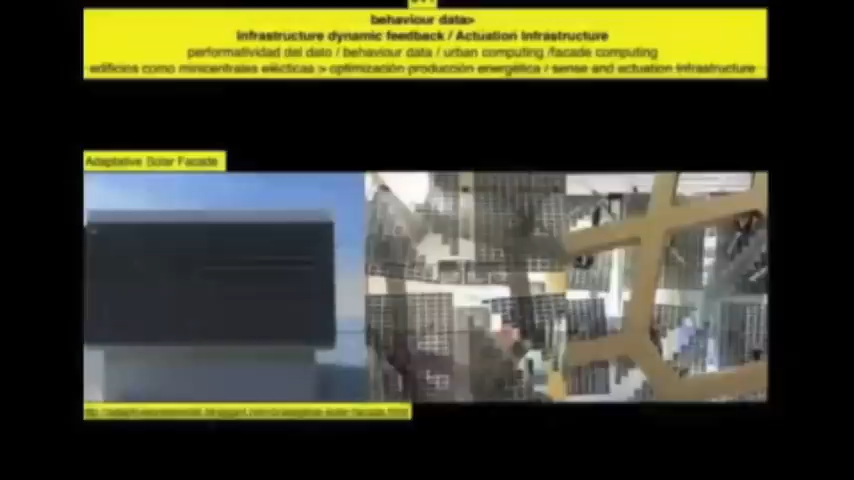 behaviour data>
infrastructure dynamic feedback / Actuation Infrastructure
performatividad del dato / behaviour data / urban computing /facade computing
edificios como minicentrales eléctricas > optimización producción energética / sense and actuation infrastructure
Adaptative Solar Facade